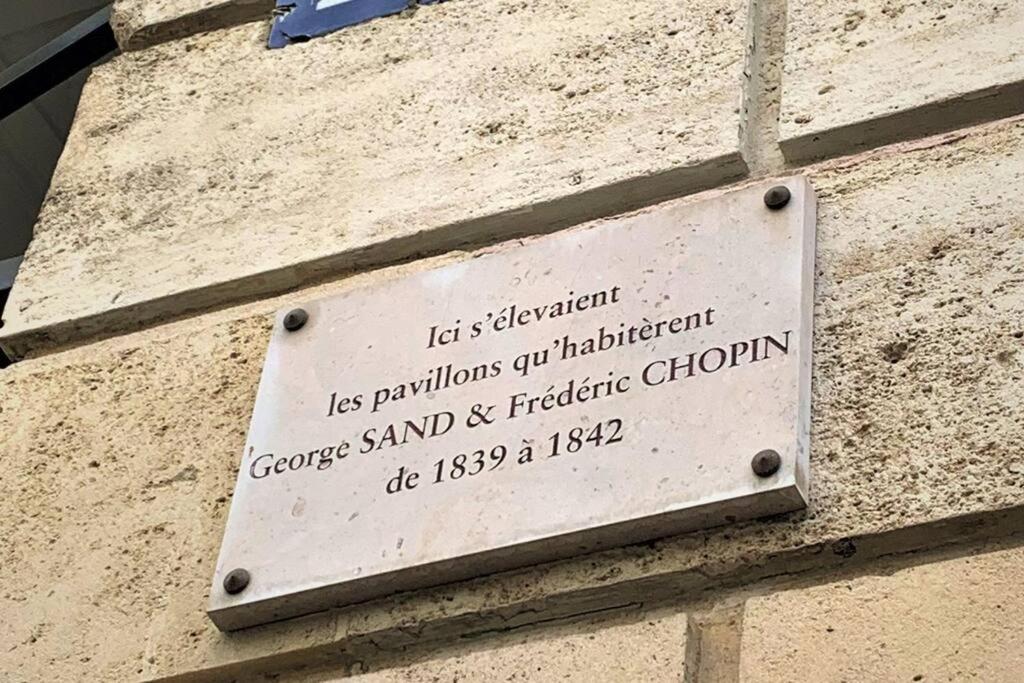 Ici s'élevaient
les pavillons qu'habitèrent
George SAND & Frédéric CHOPIN
de 1839 à 1842